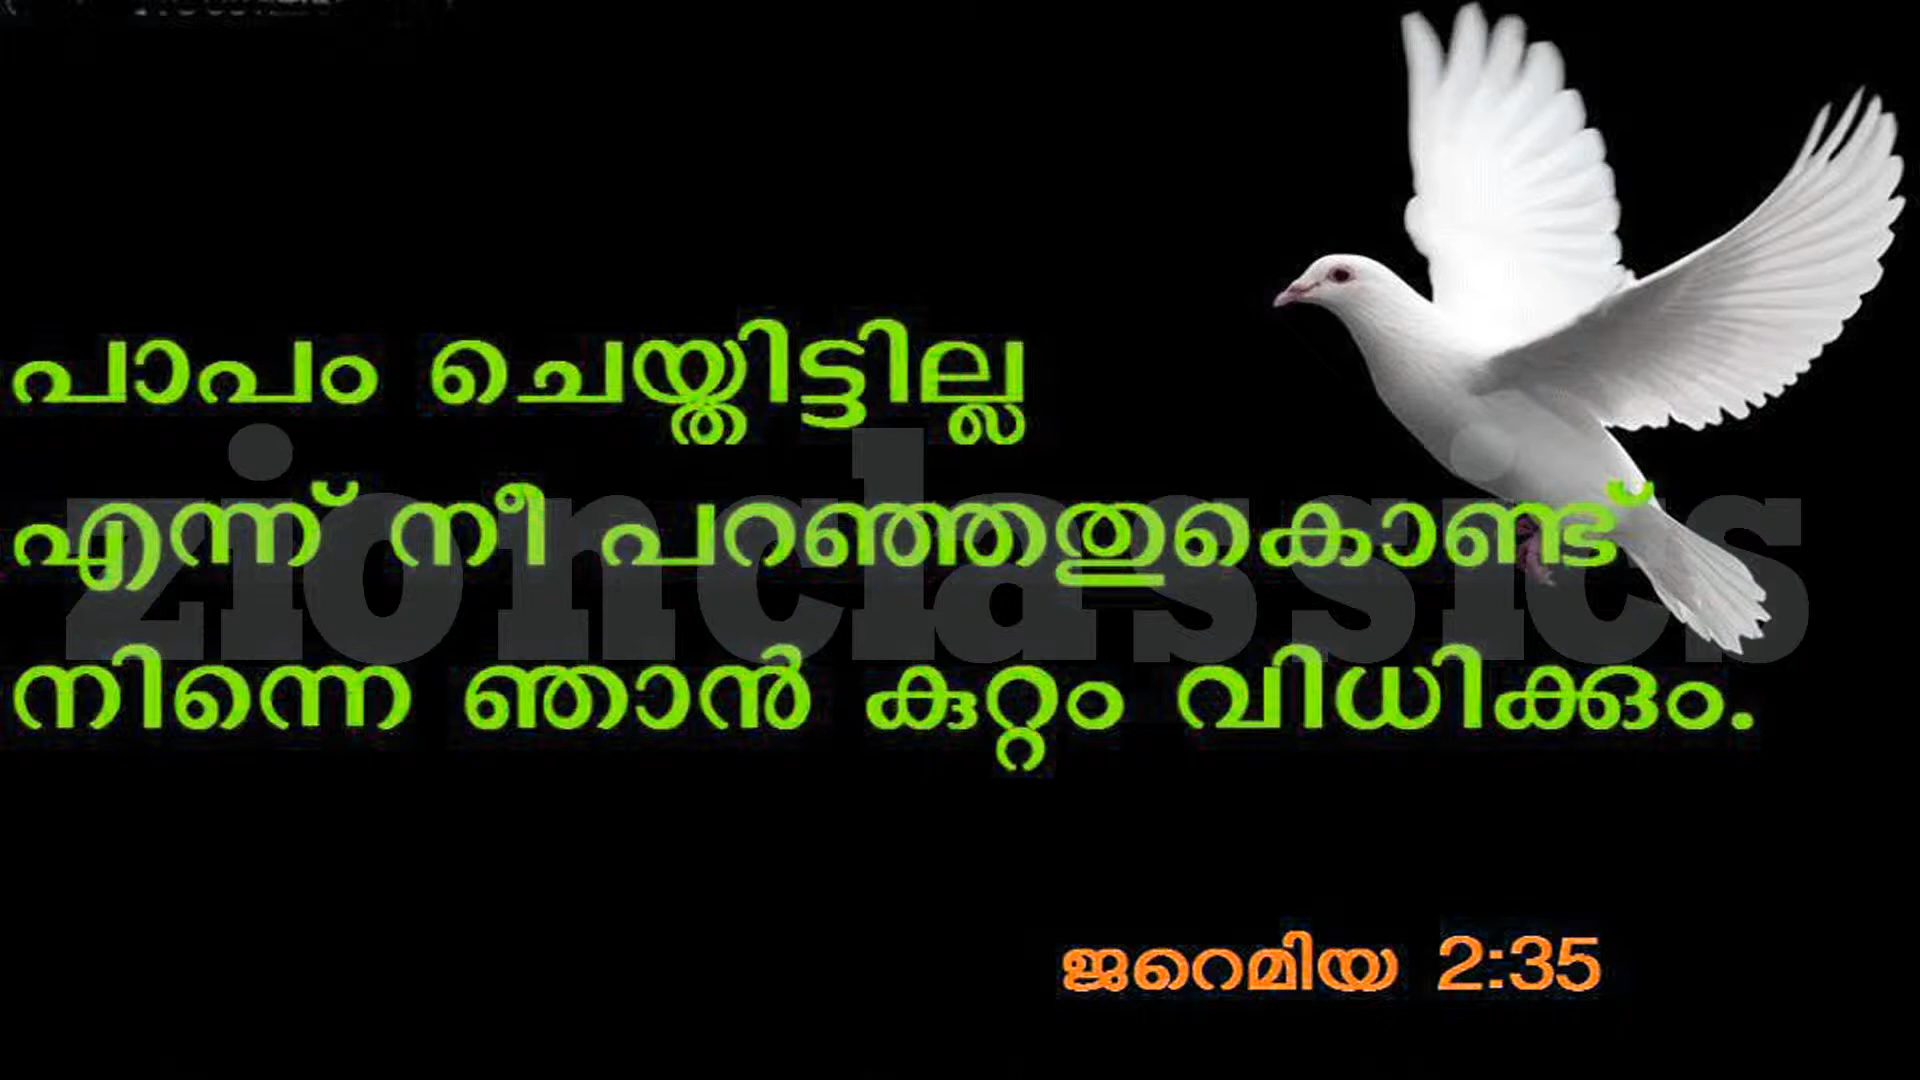 പാപം ചെയ്തിട്ടില്ല
എന്ന് നീ പറഞ്ഞതുകൊണ്ട്
zionclassics
നിന്നെ ഞാൻ കുറ്റം വിധിക്കും.
ജറെമിയ 2:35